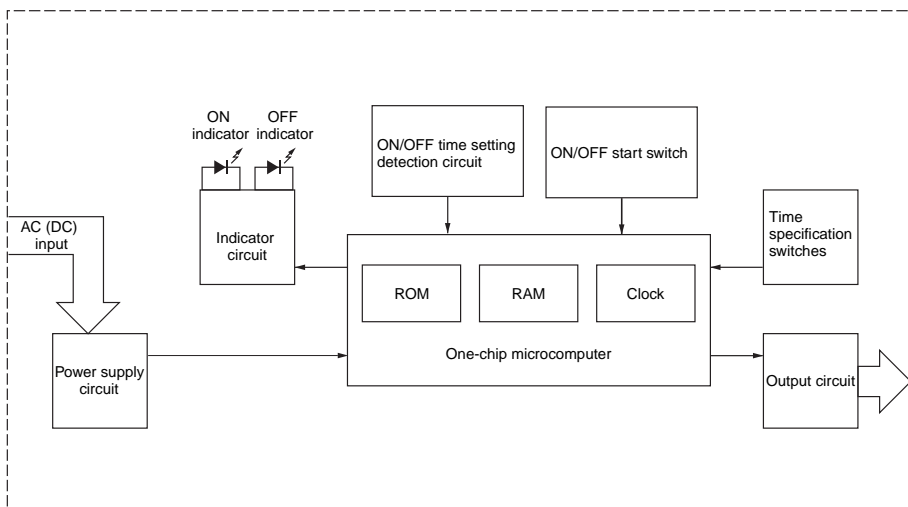 ON
indicator
OFF
indicator
ON/OFF time setting
detection circuit
ON/OFF start switch
AC (DC)
input
Indicator
circuit
Time
specification
switches
ROM
RAM
Clock
One-chip microcomputer
Power supply
circuit
Output circuit